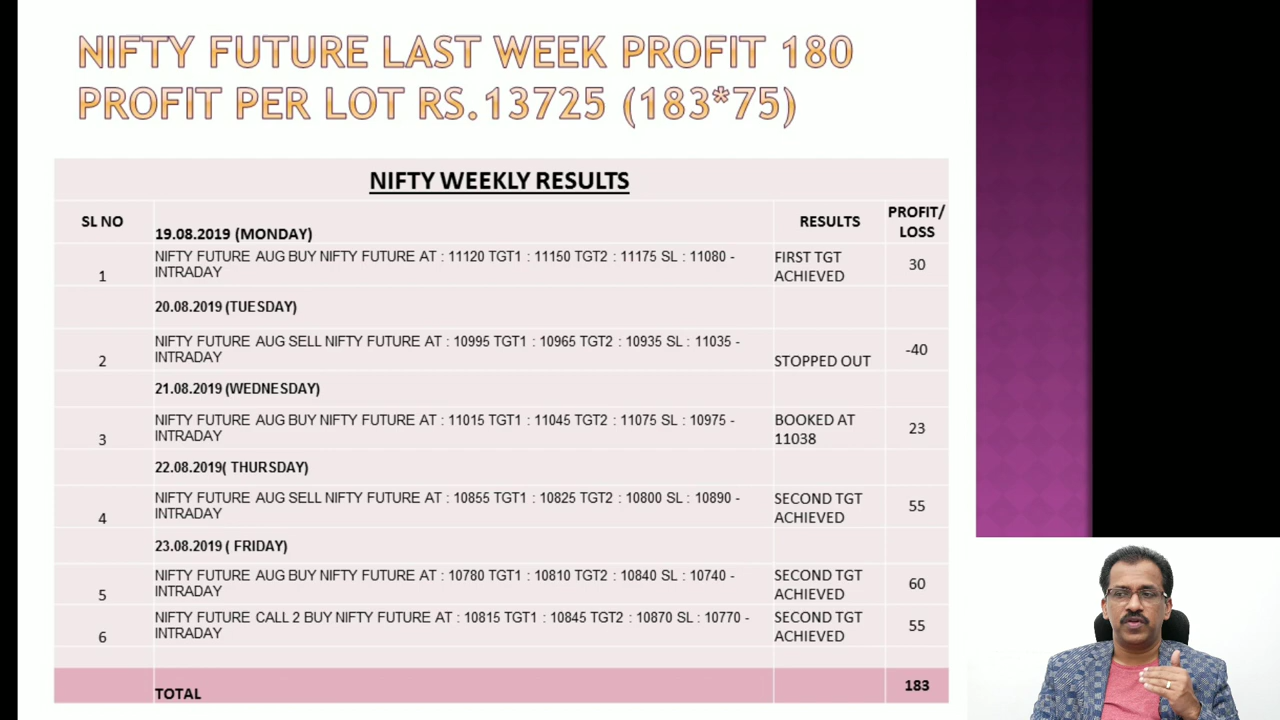 NIFTY FUTURE LAST WEEK PROFIT 180
PROFIT PER LOT RS.13725 (183*75)
NIFTY WEEKLY RESULTS
SL NO
19.08.2019 (MONDAY)
RESULTS
PROFIT/
LOSS
1
NIFTY FUTURE AUG BUY NIFTY FUTURE AT : 11120 TGT1 : 11150 TGT2 : 11175 SL : 11080 -
INTRADAY
FIRST TGT
ACHIEVED
30
20.08.2019 (TUESDAY)
2
NIFTY FUTURE AUG SELL NIFTY FUTURE AT : 10995 TGT1 : 10965 TGT2 : 10935 SL : 11035 -
INTRADAY
STOPPED OUT
-40
21.08.2019 (WEDNESDAY)
3
NIFTY FUTURE AUG BUY NIFTY FUTURE AT : 11015 TGT1 : 11045 TGT2 : 11075 SL : 10975 -
INTRADAY
BOOKED AT
11038
23
22.08.2019( THURSDAY)
4
NIFTY FUTURE AUG SELL NIFTY FUTURE AT : 10855 TGT1 : 10825 TGT2 : 10800 SL : 10890 -
INTRADAY
SECOND TGT
ACHIEVED
55
23.08.2019 ( FRIDAY)
5
NIFTY FUTURE AUG BUY NIFTY FUTURE AT : 10780 TGT1 : 10810 TGT2 : 10840 SL : 10740 -
INTRADAY
SECOND TGT
ACHIEVED
60
6
NIFTY FUTURE CALL 2 BUY NIFTY FUTURE AT : 10815 TGT1 : 10845 TGT2 : 10870 SL : 10770 -
INTRADAY
SECOND TGT
ACHIEVED
55
TOTAL
183